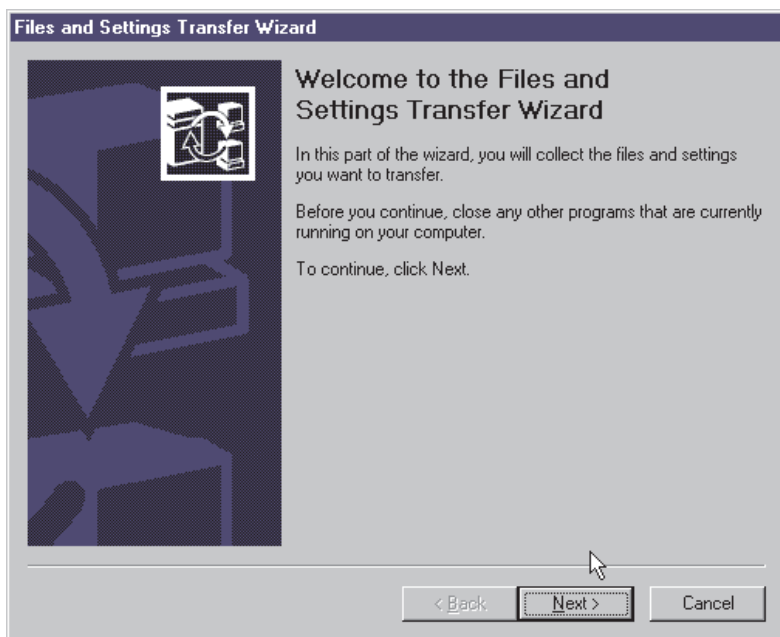 Files and Settings Transfer Wizard
Welcome to the Files and
Settings Transfer Wizard
In this part of the wizard, you will collect the files and settings
you want to transfer.
Before you continue, close any other programs that are currently
running on your computer.
To continue, click Next.
< Back
Next >
Cancel